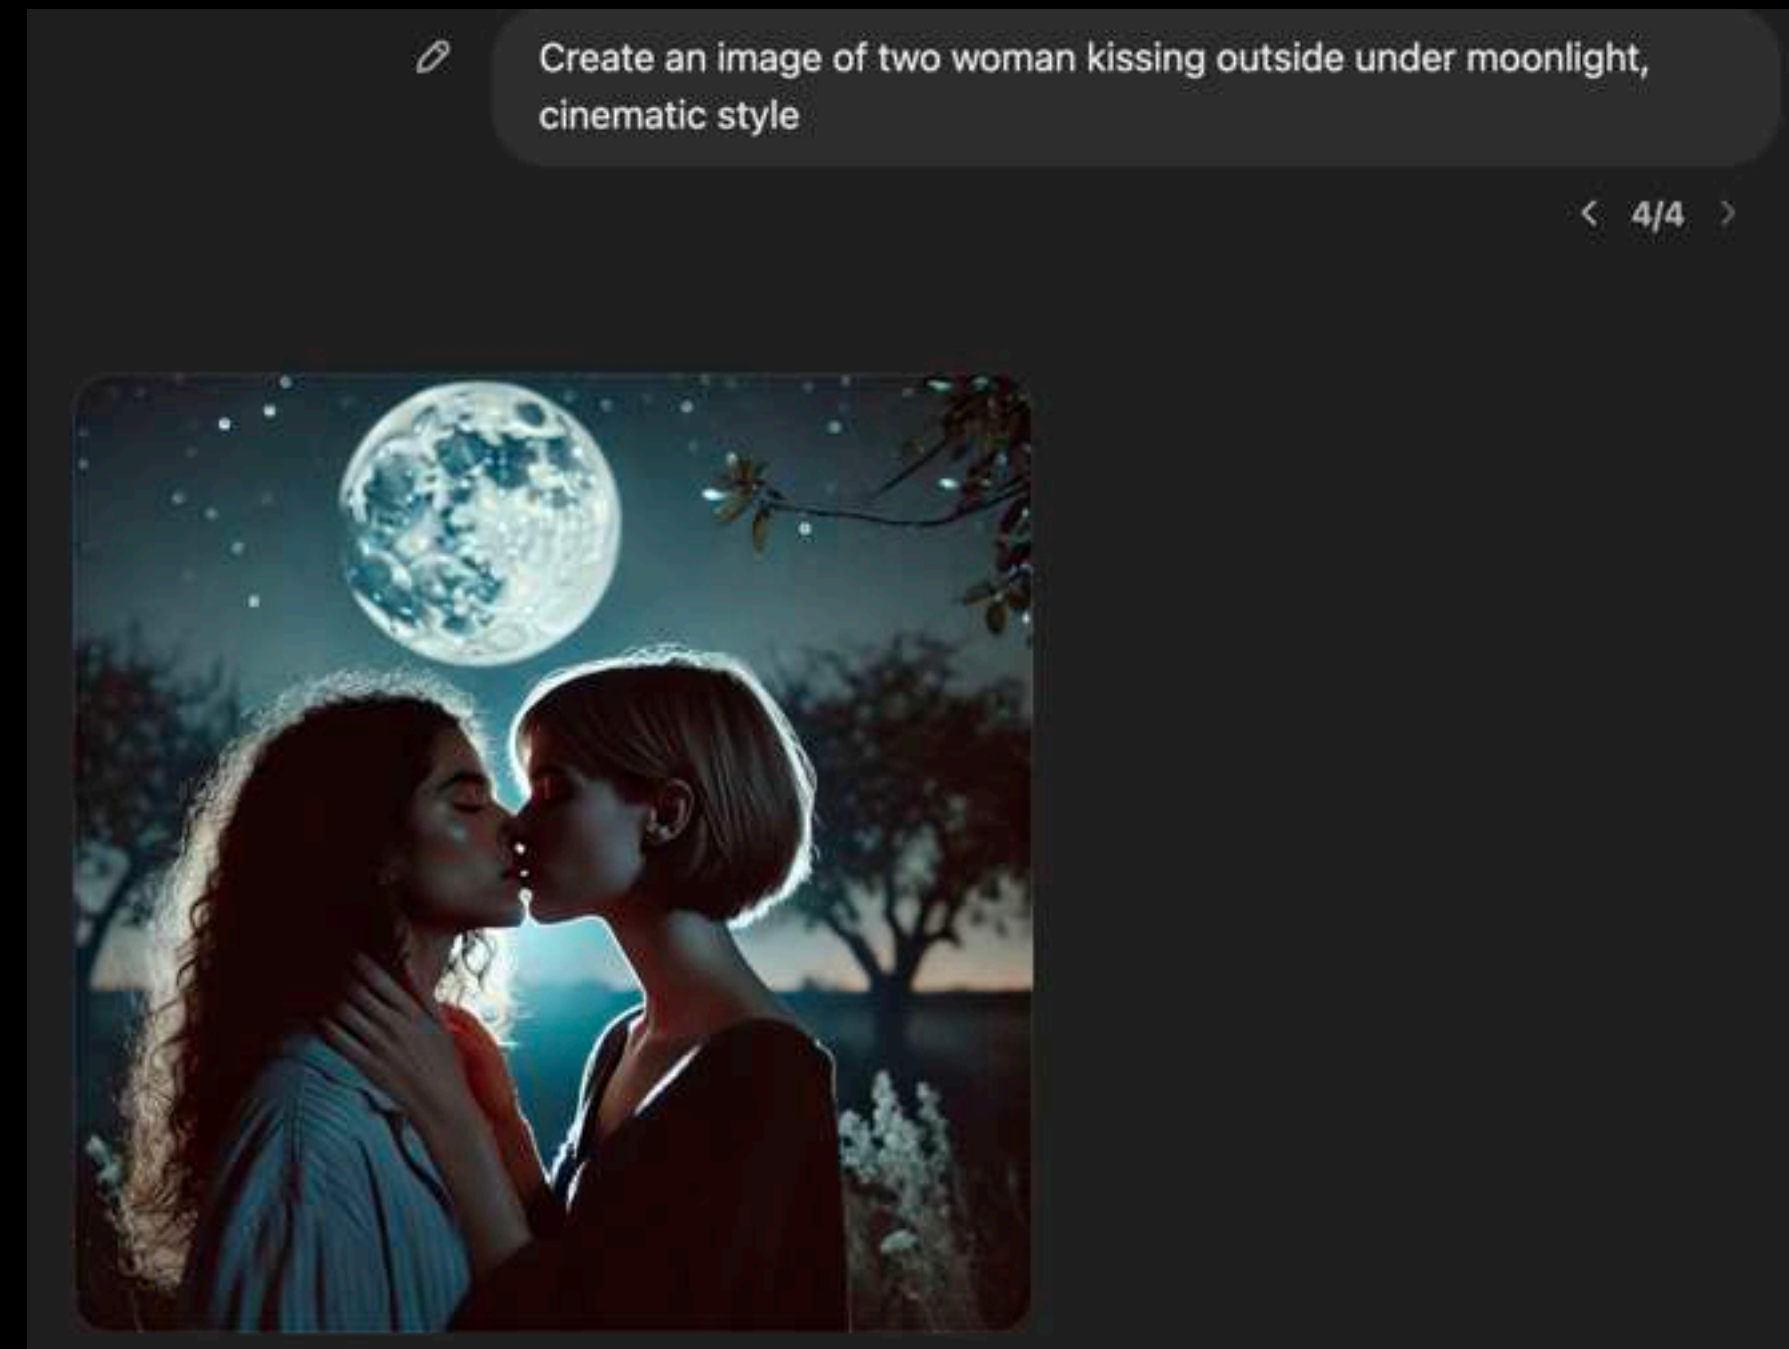 Create an image of two woman kissing outside under moonlight,
cinematic style
4/4